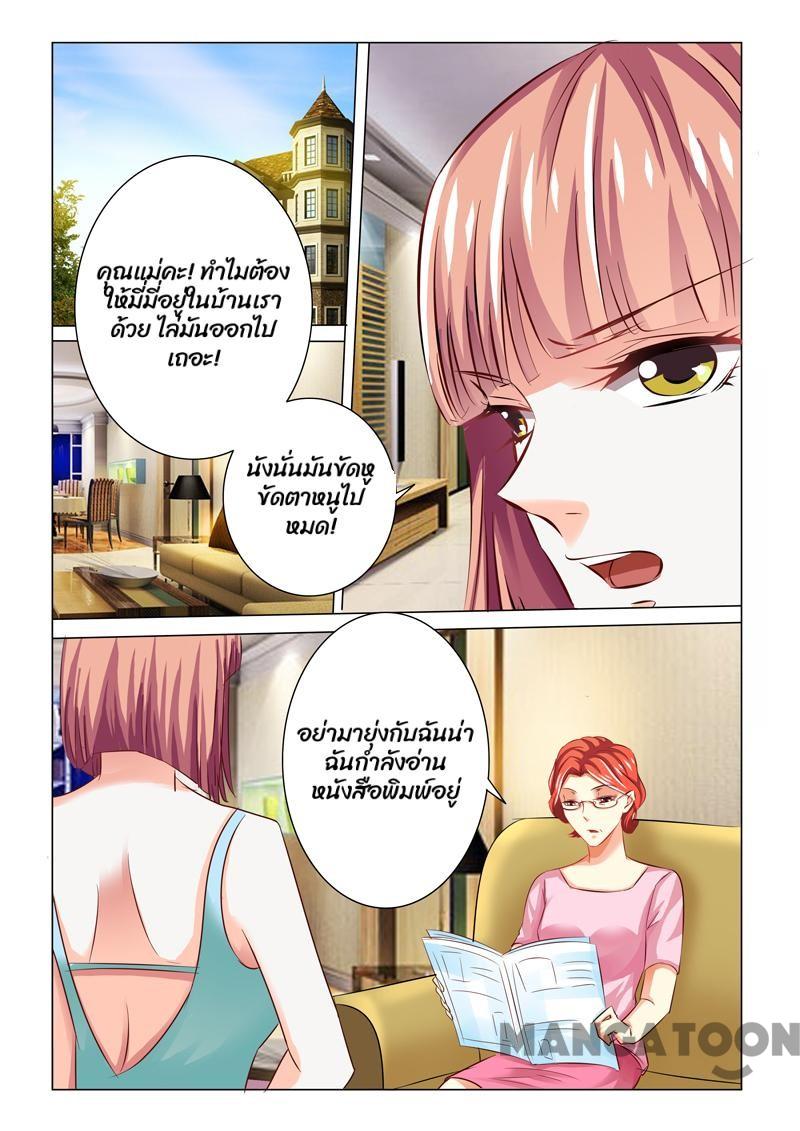 คุณแม่คะ! ทำไมต้อง
ให้มีมี่อยู่ในบ้านเรา
ด้วย ไล่มันออกไป
เถอะ!
นังนั่นมันขัดหู
ขัดตาหนูไป
หมด!
อย่ามายุ่งกับฉันน่า
ฉันกำลังอ่าน
หนังสือพิมพ์อยู่
MANGATOON